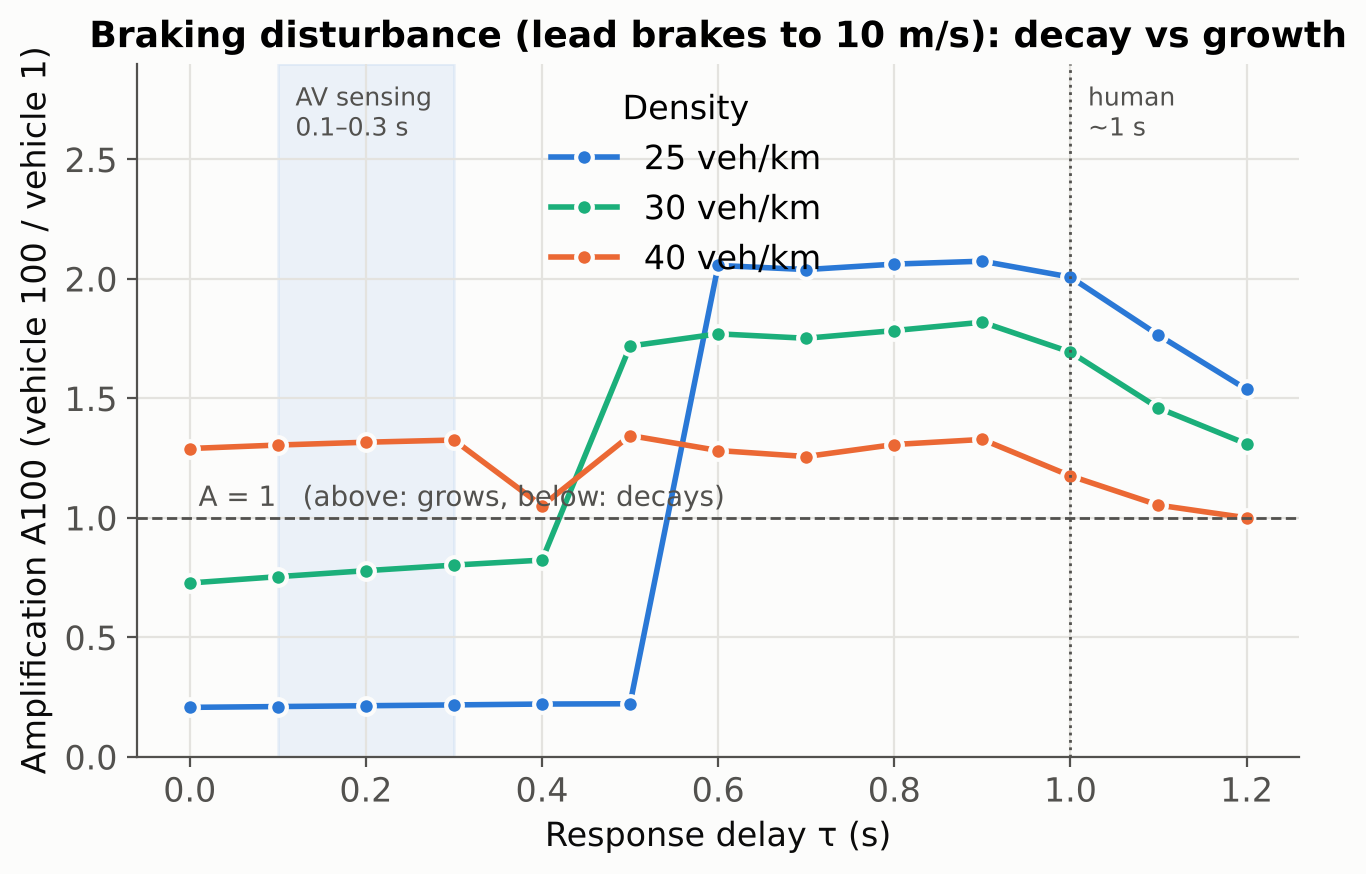 Braking disturbance (lead brakes to 10 m/s): decay vs growth
Amplification A100 (vehicle 100 / vehicle 1)
AV sensing
0.1–0.3 s
human
~1 s
Density
25 veh/km
30 veh/km
40 veh/km
A = 1 (above: grows, below: decays)
2.5
2.0
1.5
1.0
0.5
0.0
0.0 0.2 0.4 0.6 0.8 1.0 1.2
Response delay τ (s)